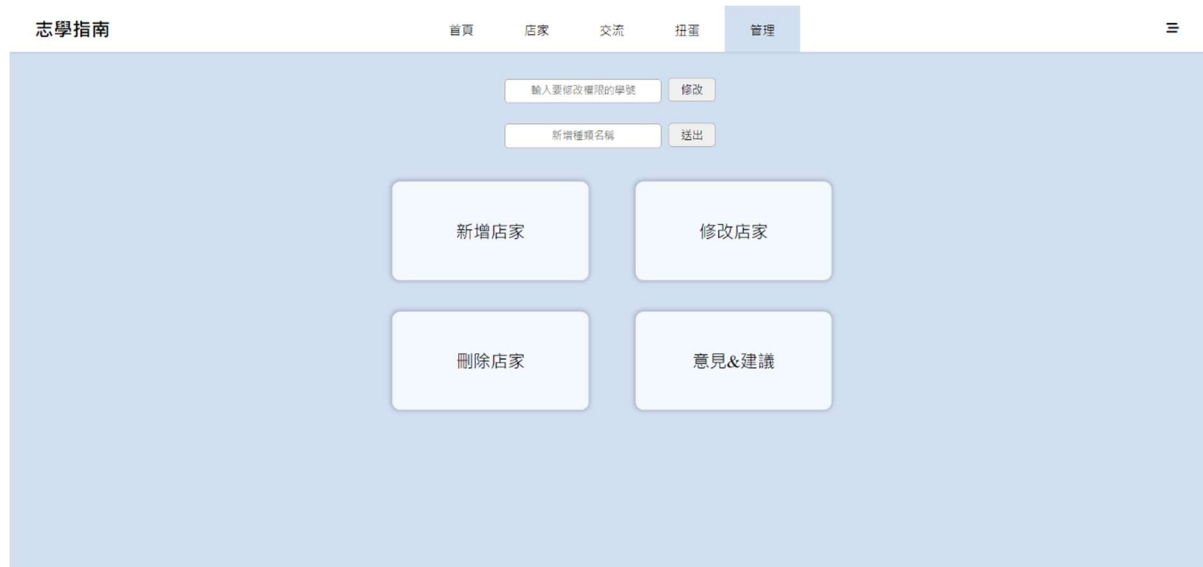 志學指南
首頁 店家 交流 扭蛋 管理
輸入要修改權限的學號 修改
新增種類名稱 送出
新增店家 修改店家
刪除店家 意見&建議